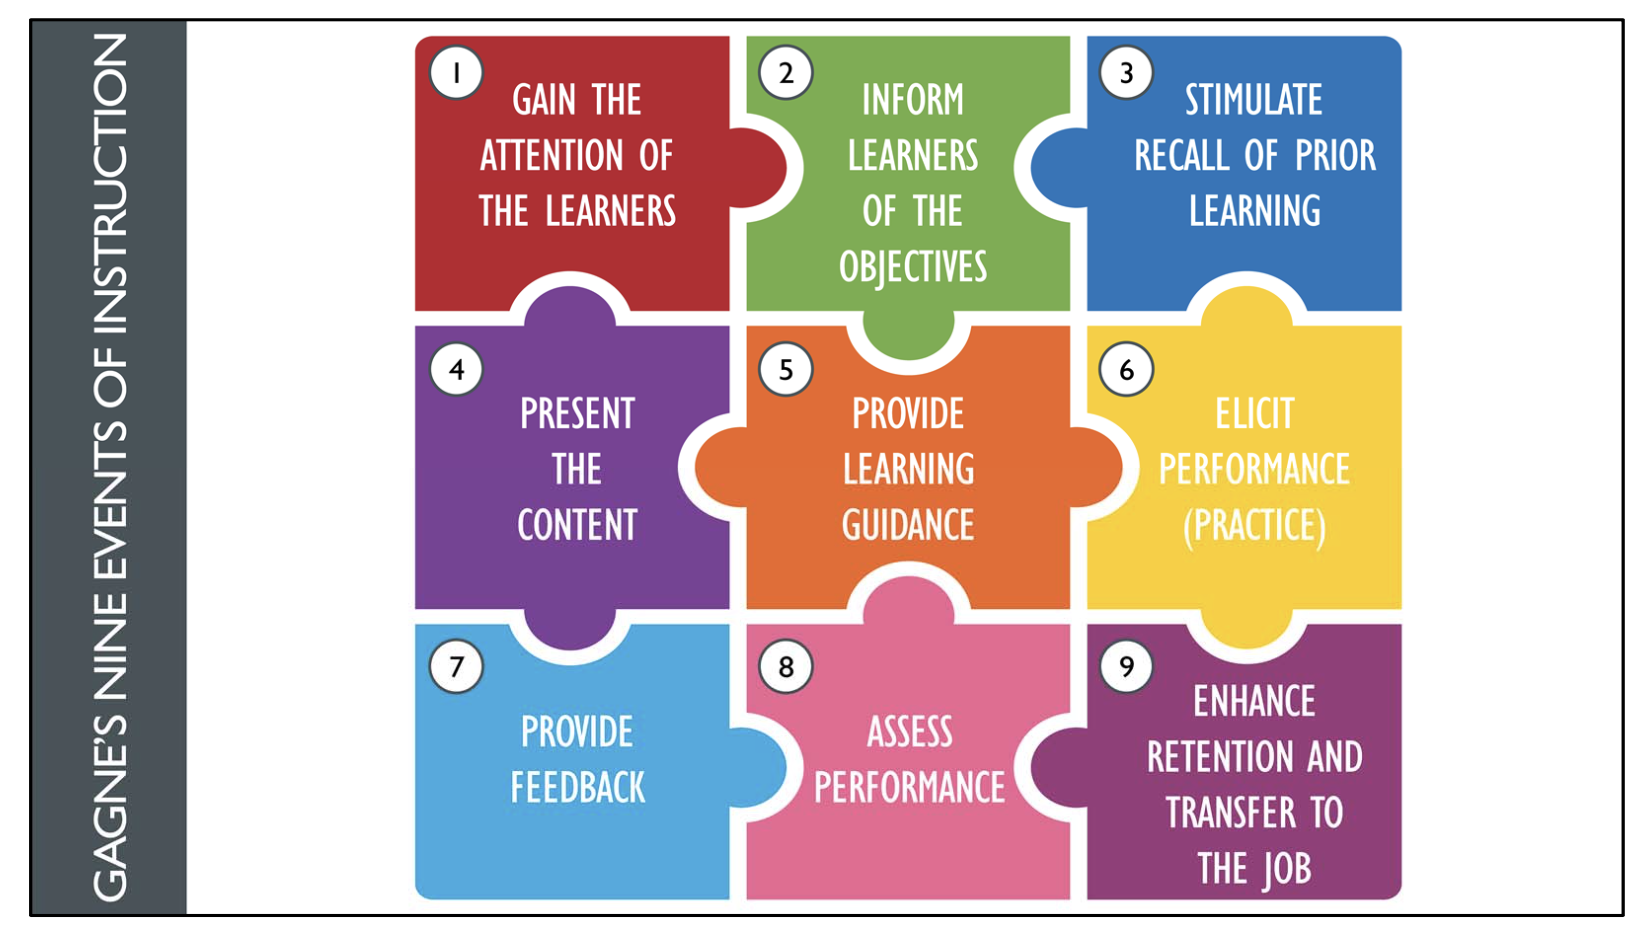 GAGNE'S NINE EVENTS OF INSTRUCTION
1
GAIN THE
ATTENTION OF
THE LEARNERS
2
INFORM
LEARNERS
OF THE
OBJECTIVES
3
STIMULATE
RECALL OF PRIOR
LEARNING
4
PRESENT
THE
CONTENT
5
PROVIDE
LEARNING
GUIDANCE
6
ELICIT
PERFORMANCE
(PRACTICE)
7
PROVIDE
FEEDBACK
8
ASSESS
PERFORMANCE
9
ENHANCE
RETENTION AND
TRANSFER TO
THE JOB